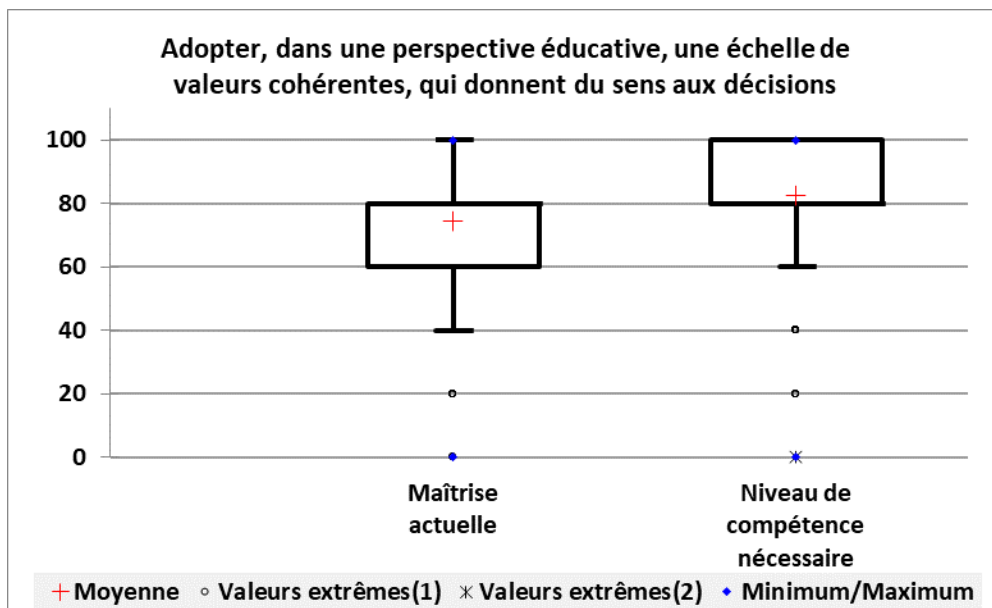 Adopter, dans une perspective éducative, une échelle de
valeurs cohérentes, qui donnent du sens aux décisions
100
80
60
40
20
0
Maîtrise
actuelle
Niveau de
compétence
nécessaire
Moyenne Valeurs extrêmes(1) Valeurs extrêmes(2) Minimum/Maximum